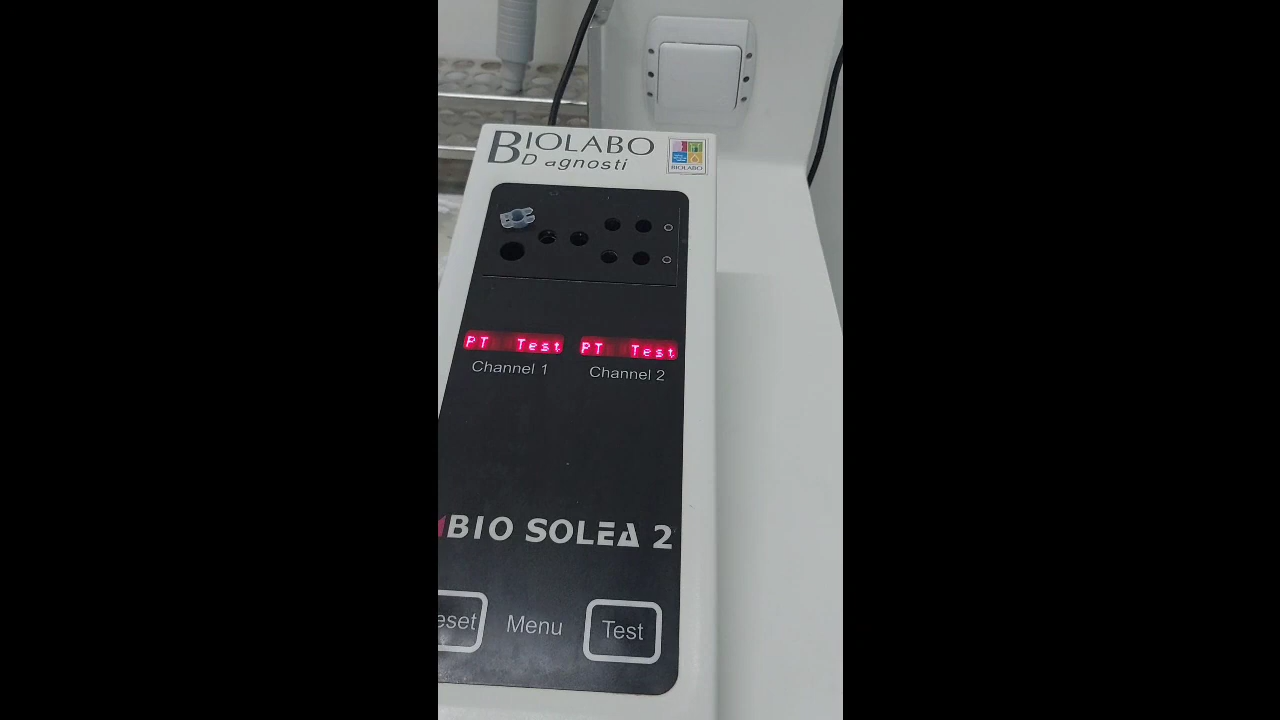 BIOLABO
D agnosti
BIOLABO
PT Test
PT Test
Channel 1
Channel 2
BIO SOLEA 2
eset
Menu
Test